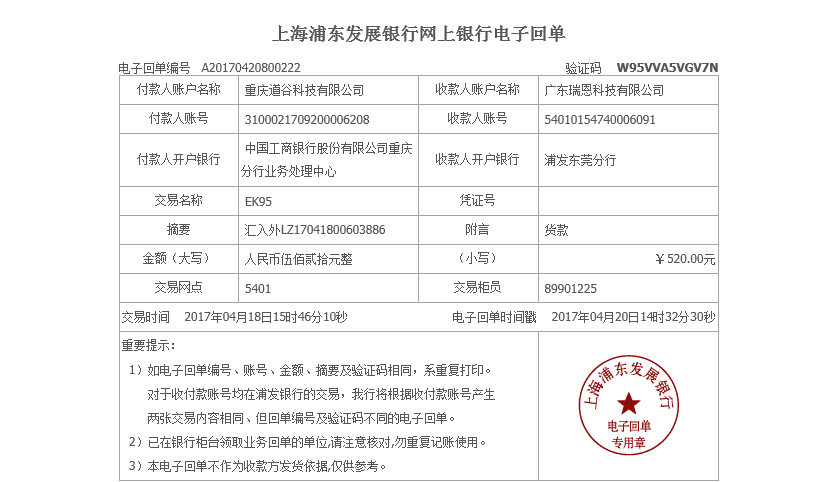 上海浦东发展银行网上银行电子回单
电子回单编号 A20170420800222 验证码 W95VVA5VGV7N
付款人账户名称 重庆道谷科技有限公司 收款人账户名称 广东瑞恩科技有限公司
付款人账号 3100021709200006208 收款人账号 54010154740006091
付款人开户银行 中国工商银行股份有限公司重庆分行业务处理中心 收款人开户银行 浦发东莞分行
交易名称 EK95 凭证号
摘要 汇入外LZ17041800603886 附言 货款
金额（大写） 人民币伍佰贰拾元整 （小写） ￥520.00元
交易网点 5401 交易柜员 89901225
交易时间 2017年04月18日15时46分10秒 电子回单时间戳 2017年04月20日14时32分30秒
重要提示：
1）如电子回单编号、账号、金额、摘要及验证码相同，系重复打印。
对于收付款账号均在浦发银行的交易，我行将根据收付款账号产生
两张交易内容相同、但回单编号及验证码不同的电子回单。
2）已在银行柜台领取业务回单的单位,请注意核对,勿重复记账使用。
3）本电子回单不作为收款方发货依据,仅供参考。
上海浦东发展银行
电子回单
专用章